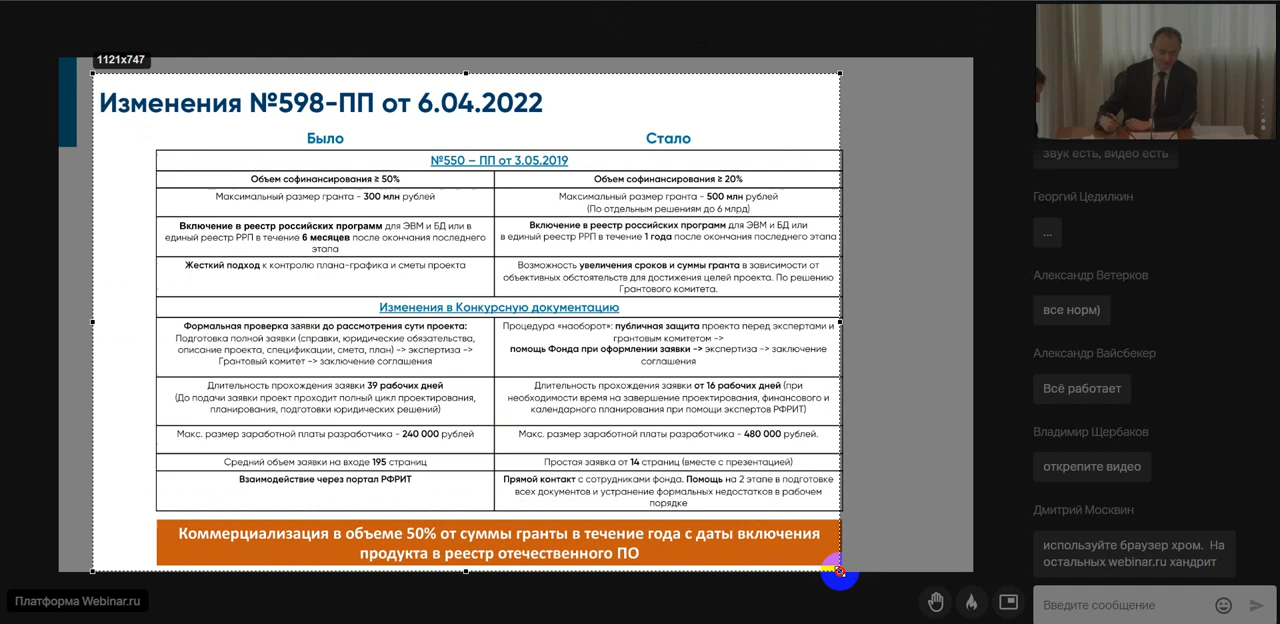 1121x747
Изменения №598-ПП от 6.04.2022
Было
Стало
№550 – ПП от 3.05.2019
Объем софинансирования ≥ 50%
Объем софинансирования ≥ 20%
Максимальный размер гранта - 300 млн рублей
Максимальный размер гранта - 500 млн рублей
(По отдельным решениям до 6 млрд)
Включение в реестр российских программ для ЭВМ и БД или в
единый реестр РРП в течение 6 месяцев после окончания последнего
этапа
Включение в реестр российских программ для ЭВМ и БД или
в единый реестр РРП в течение 1 года после окончания последнего этапа
Жесткий подход к контролю плана-графика и сметы проекта
Возможность увеличения сроков и суммы гранта в зависимости от
объективных обстоятельств для достижения целей проекта. По решению
Грантового комитета.
Изменения в Конкурсную документацию
Формальная проверка заявки до рассмотрения сути проекта:
Подготовка полной заявки (справки, юридические обязательства,
описание проекта, спецификации, смета, план) -> экспертиза ->
Грантовый комитет -> заключение соглашения
Процедура «наоборот»: публичная защита проекта перед экспертами и
грантовым комитетом ->
помощь Фонда при оформлении заявки -> экспертиза -> заключение
соглашения
Длительность прохождения заявки 39 рабочих дней
(До подачи заявки проект проходит полный цикл проектирования,
планирования, подготовки юридических решений)
Длительность прохождения заявки от 16 рабочих дней (при
необходимости время на завершение проектирования, финансового и
календарного планирования при помощи экспертов РФРИТ)
Макс. размер заработной платы разработчика - 240 000 рублей
Макс. размер заработной платы разработчика - 480 000 рублей.
Средний объем заявки на входе 195 страниц
Простая заявка от 14 страниц (вместе с презентацией)
Взаимодействие через портал РФРИТ
Прямой контакт с сотрудниками фонда. Помощь на 2 этапе в подготовке
всех документов и устранение формальных недостатков в рабочем
порядке
Коммерциализация в объеме 50% от суммы гранты в течение года с даты включения
продукта в реестр отечественного ПО
Платформа Webinar.ru
звук есть, видео есть
Георгий Цедилкин
...
Александр Ветерков
все норм)
Александр Вайсбекер
Всё работает
Владимир Щербаков
открепите видео
Дмитрий Москвин
используйте браузер хром. На
остальных webinar.ru хандрит
Введите сообщение